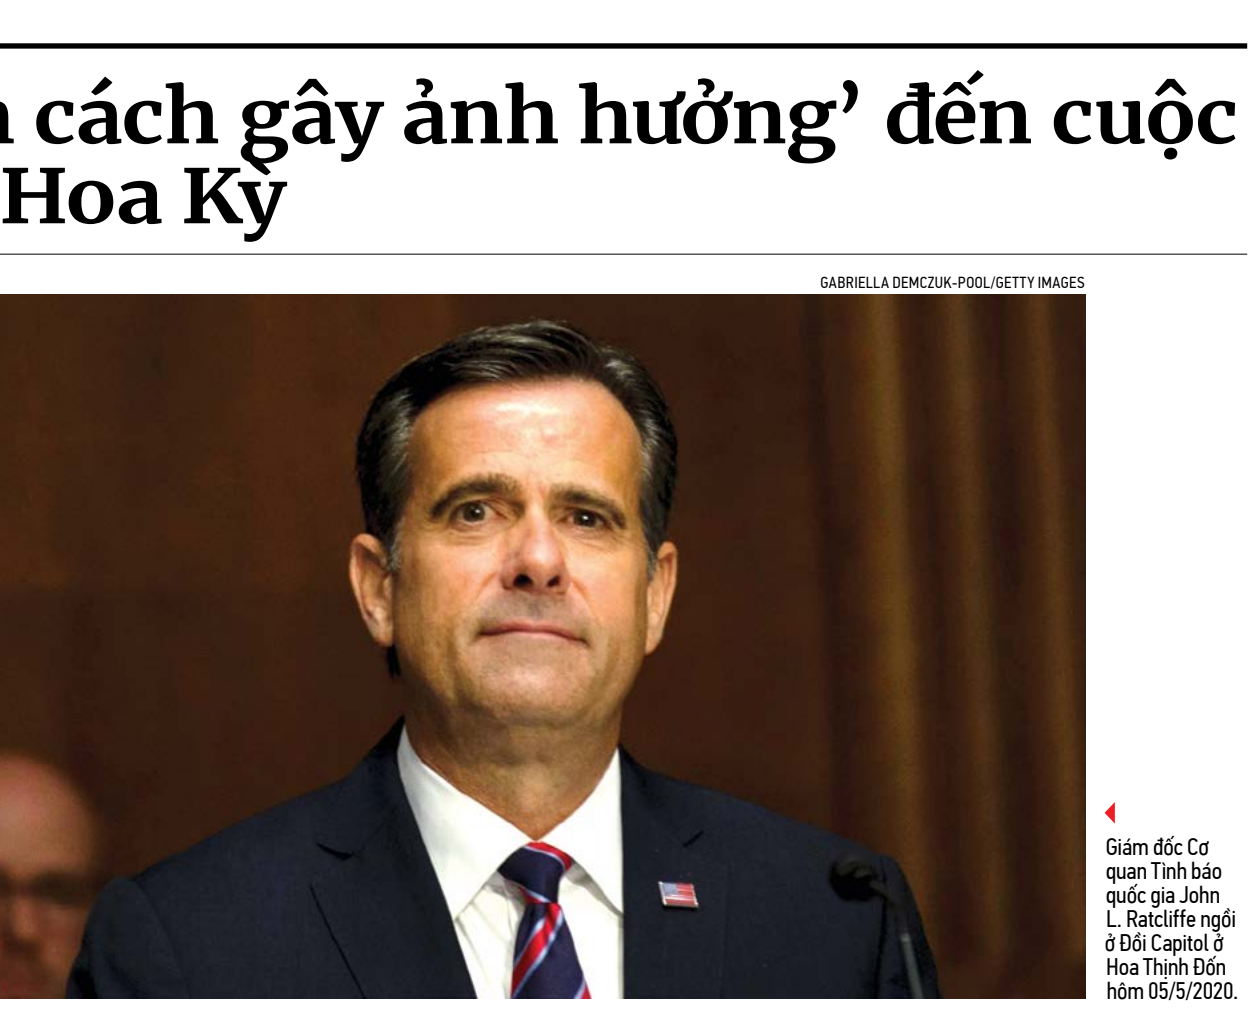 cách gây ảnh hưởng’ đến cuộc
Hoa Kỳ
GABRIELLA DEMCZUK-POOL/GETTY IMAGES
Giám đốc Cơ
quan Tình báo
quốc gia John
L. Ratcliffe ngồi
ở Đồi Capitol ở
Hoa Thịnh Đốn
hôm 05/5/2020.